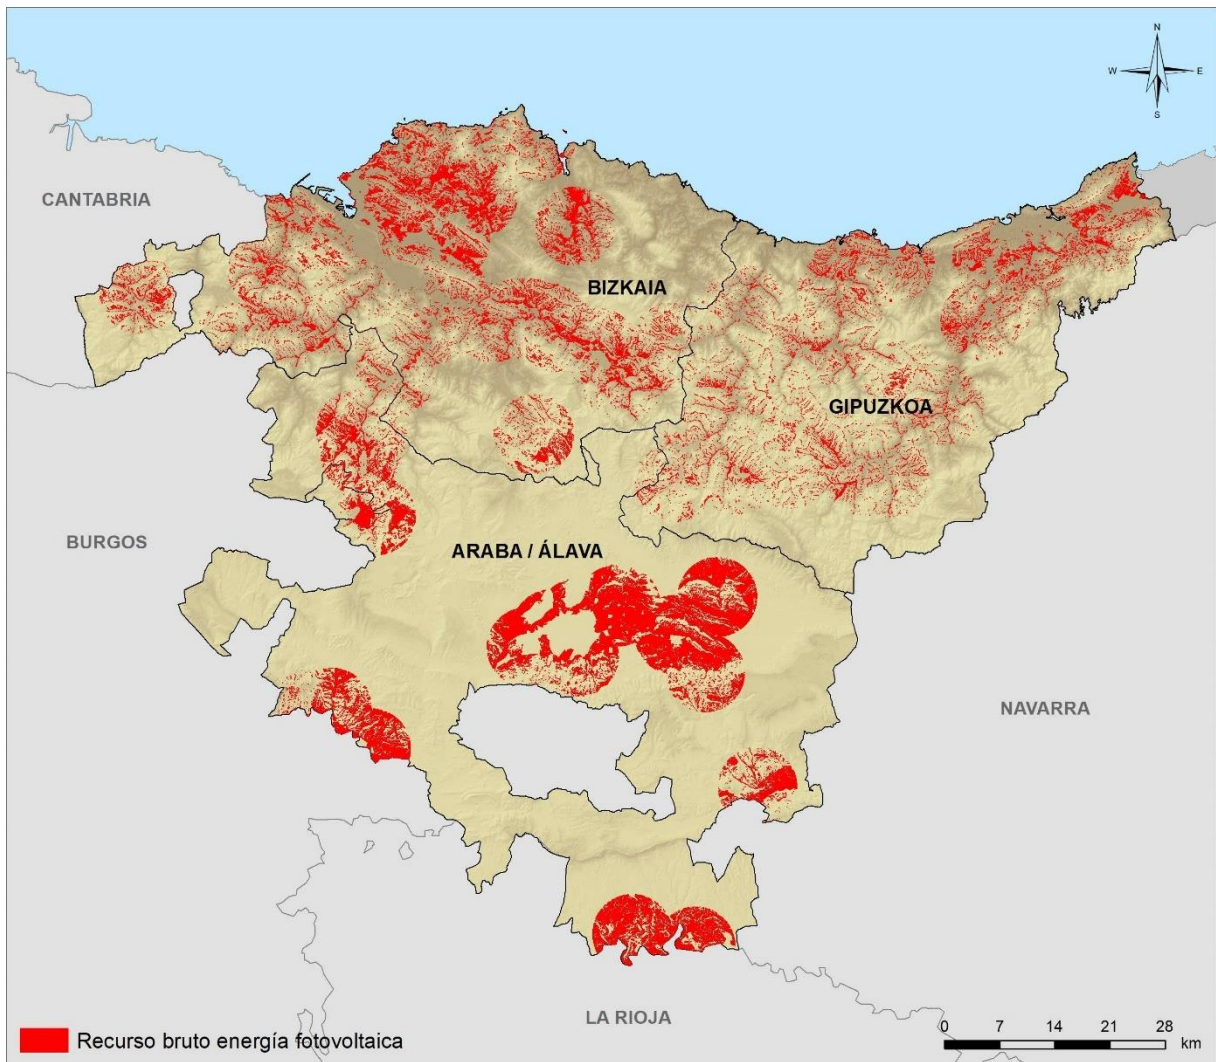 N
W E
S
CANTABRIA
BIZKAIA
GIPUZKOA
BURGOS
ARABA / ÁLAVA
NAVARRA
LA RIOJA
Recurso bruto energía fotovoltaica
0 7 14 21 28
km